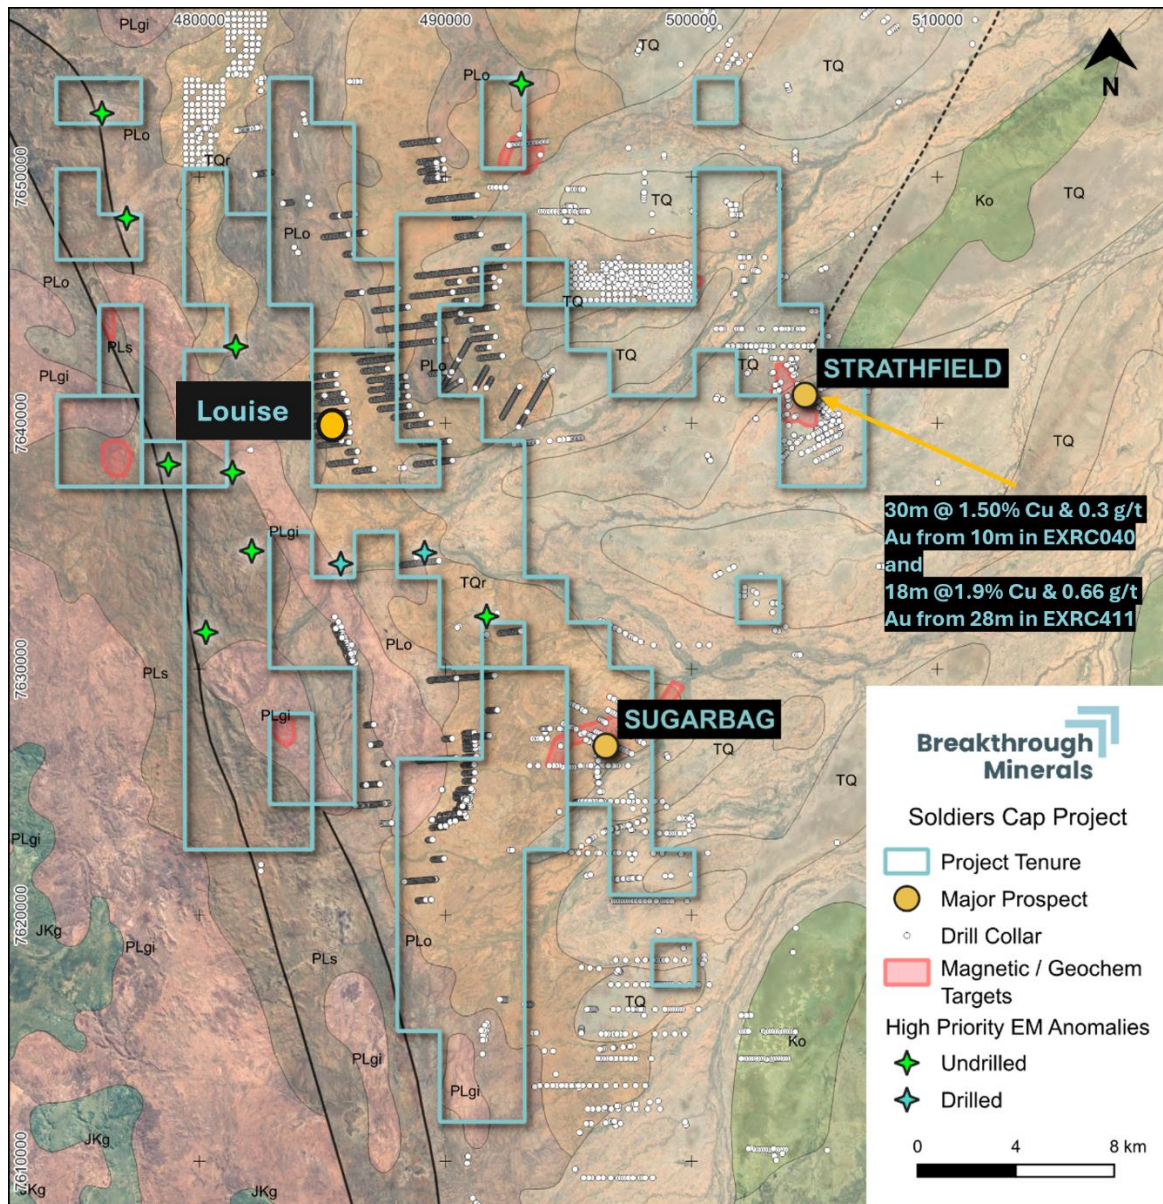 PLgi
480000
490000
500000
510000
TQ
TQ
PLo
N
PLo
TQr
7650000
PLo
TQ
Ko
TQ
PLo
TQ
PLs
PLo
TQ
TQ
STRATHFIELD
PLgi
Louise
7640000
TQ
30m @ 1.50% Cu & 0.3 g/t
Au from 10m in EXRC040
and
18m @1.9% Cu & 0.66 g/t
Au from 28m in EXRC411
PLgi
TQr
PLo
7630000
PLs
PLgi
SUGARBAG
TQ
TQ
PLgi
7620000
JKg
PLgi
PLo
PLs
TQ
Ko
PLgi
PLgi
JKg
7610000
JKg
JKg
Breakthrough
Minerals
Soldiers Cap Project
Project Tenure
Major Prospect
Drill Collar
Magnetic / Geochem
Targets
High Priority EM Anomalies
Undrilled
Drilled
0 4 8 km